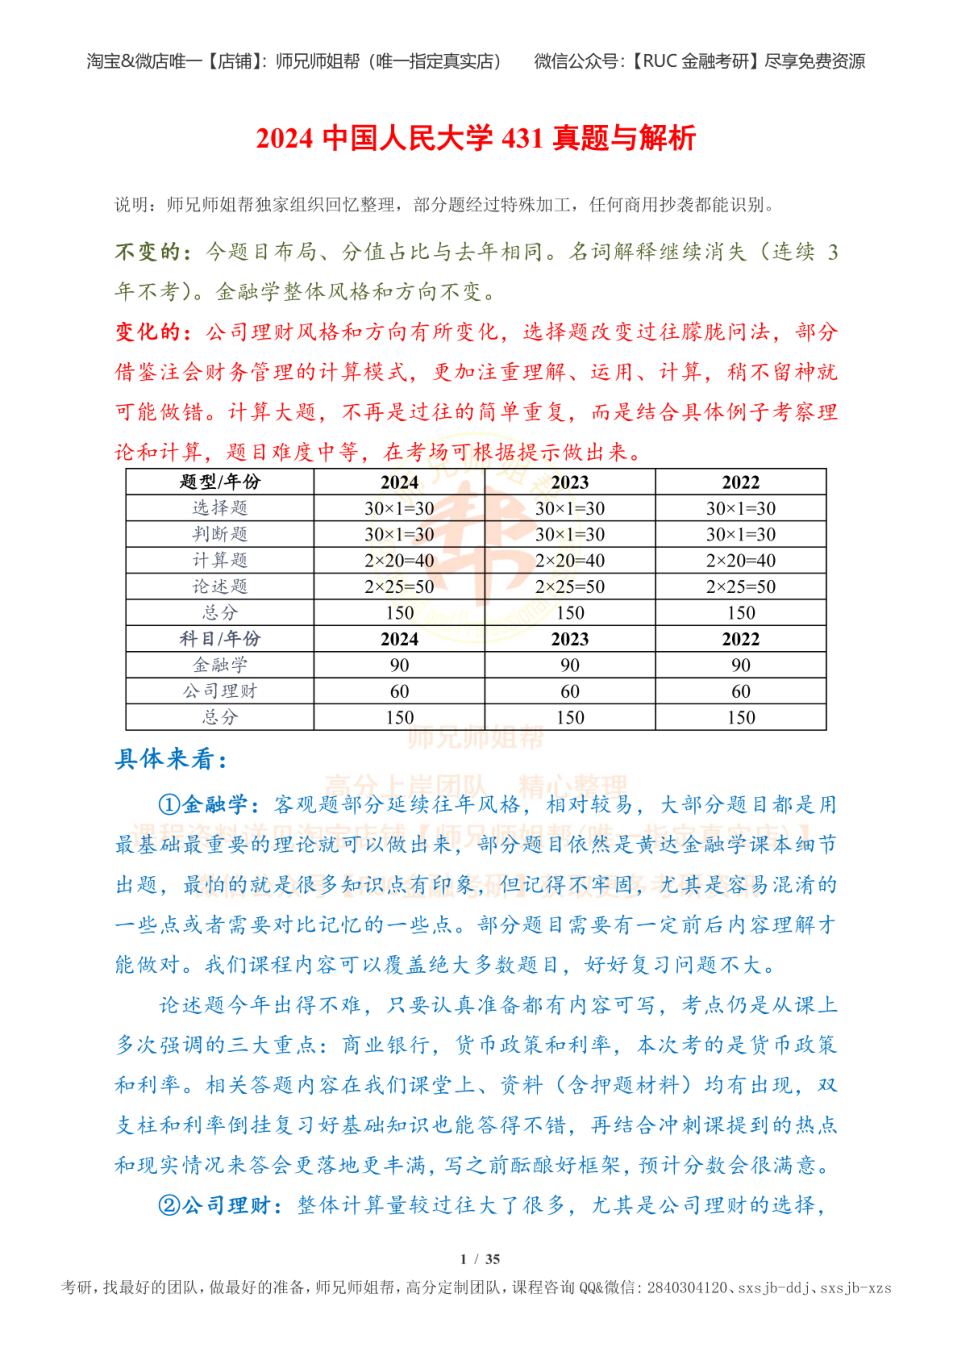 淘宝&微店唯一【店铺】：师兄师姐帮（唯一指定真实店） 微信公众号：【RUC 金融考研】尽享免费资源
2024 中国人民大学 431 真题与解析
说明：师兄师姐帮独家组织回忆整理，部分题经过特殊加工，任何商用抄袭都能识别。
不变的：今题目布局、分值占比与去年相同。名词解释继续消失（连续 3
年不考）。金融学整体风格和方向不变。
变化的：公司理财风格和方向有所变化，选择题改变过往朦胧问法，部分
借鉴注会财务管理的计算模式，更加注重理解、运用、计算，稍不留神就
可能做错。计算大题，不再是过往的简单重复，而是结合具体例子考察理
论和计算，题目难度中等，在考场可根据提示做出来。
题型/年份 2024 2023 2022
选择题 30×1=30 30×1=30 30×1=30
判断题 30×1=30 30×1=30 30×1=30
计算题 2×20=40 2×20=40 2×20=40
论述题 2×25=50 2×25=50 2×25=50
总分 150 150 150
科目/年份 2024 2023 2022
金融学 90 90 90
公司理财 60 60 60
总分 150 150 150
师兄师姐帮
具体来看：
高分上岸团队 精心整理
①金融学：客观题部分延续往年风格，相对较易，大部分题目都是用
最基础最重要的理论就可以做出来，部分题目依然是黄达金融学课本细节
出题，最怕的就是很多知识点有印象，但记得不牢固，尤其是容易混淆的
一些点或者需要对比记忆的一些点。部分题目需要有一定前后内容理解才
能做对。我们课程内容可以覆盖绝大多数题目，好好复习问题不大。
论述题今年出得不难，只要认真准备都有内容可写，考点仍是从课上
多次强调的三大重点：商业银行，货币政策和利率，本次考的是货币政策
和利率。相关答题内容在我们课堂上、资料（含押题材料）均有出现，双
支柱和利率倒挂复习好基础知识也能答得不错，再结合冲刺课提到的热点
和现实情况来答会更落地更丰满，写之前酝酿好框架，预计分数会很满意。
②公司理财：整体计算量较过往大了很多，尤其是公司理财的选择，
1 / 35
考研，找最好的团队，做最好的准备，师兄师姐帮，高分定制团队，课程咨询 QQ&微信：2840304120、sxsjb-ddj、sxsjb-xzs